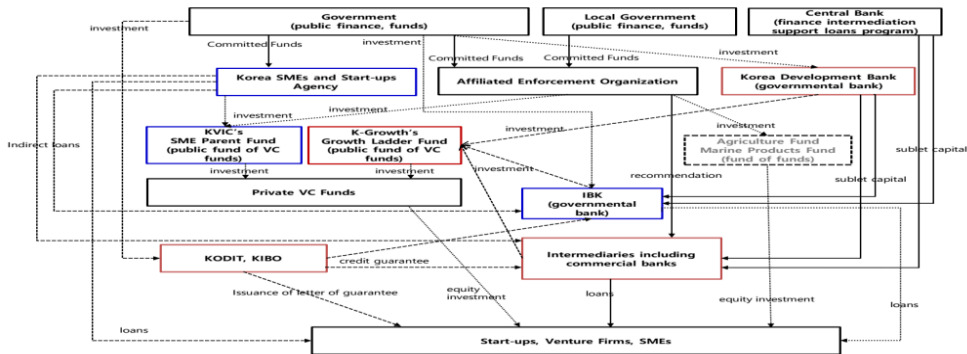 Government
(public finance, funds)
Local Government
(public finance, funds)
Central Bank
(finance intermediation
support loans program)
investment
Committed Funds
investment
Committed Funds
Committed Funds
investment
sublet capital
Korea SMEs and Start-ups
Agency
Affiliated Enforcement Organization
Korea Development Bank
(governmental bank)
investment
investment
investment
investment
KVIC's
SME Parent Fund
(public fund of VC
funds)
K-Growth's
Growth Ladder Fund
(public fund of VC
funds)
Agriculture Fund
Marine Products Fund
(fund of funds)
Indirect loans
sublet capital
investment
investment
investment
recommendation
sublet capital
Private VC Funds
IBK
(governmental
bank)
KODIT, KIBO
credit guarantee
Intermediaries including
commercial banks
Issuance of letter of guarantee
equity
investment
loans
equity investment
loans
loans
Start-ups, Venture Firms, SMEs